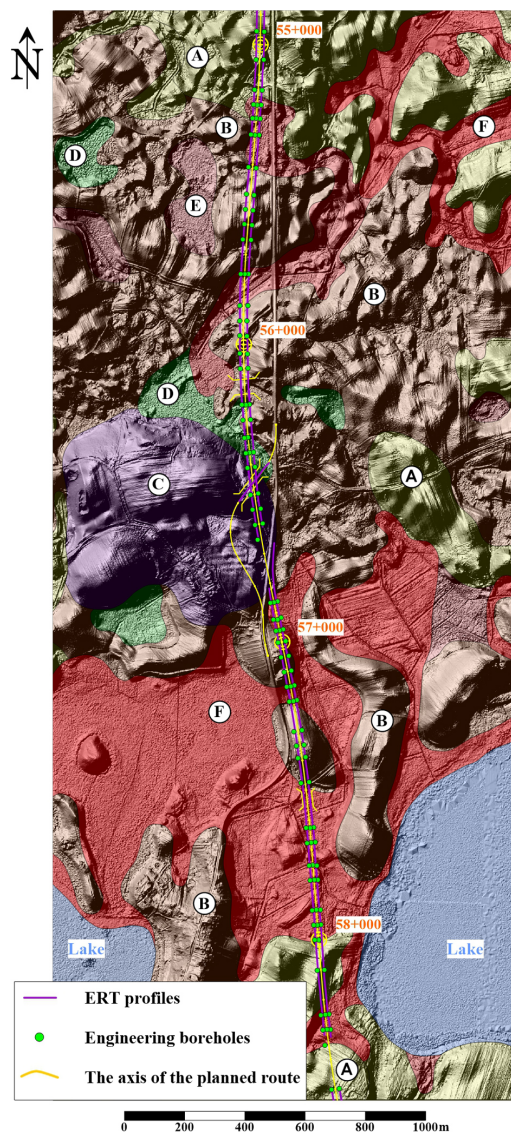 55+000
N
A
B
F
D
E
B
56+000
D
A
C
57+000
F
B
B
58+000
Lake
Lake
ERT profiles
Engineering boreholes
The axis of the planned route
A
0 200 400 600 800 1000m